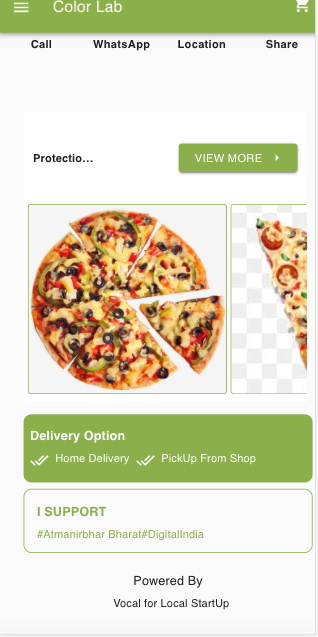 Color Lab
Call WhatsApp Location Share
Protectio... VIEW MORE
Delivery Option
Home Delivery PickUp From Shop
I SUPPORT
#Atmanirbhar Bharat#DigitalIndia
Powered By
Vocal for Local StartUp